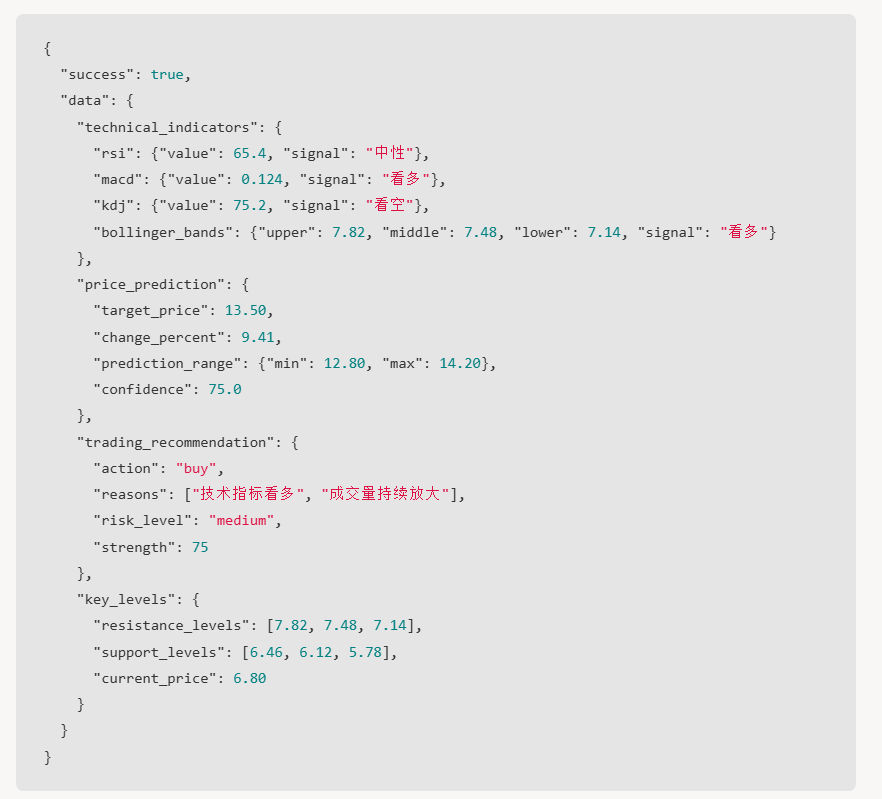 {
  "success": true,
  "data": {
    "technical_indicators": {
      "rsi": {"value": 65.4, "signal": "中性"},
      "macd": {"value": 0.124, "signal": "看多"},
      "kdj": {"value": 75.2, "signal": "看空"},
      "bollinger_bands": {"upper": 7.82, "middle": 7.48, "lower": 7.14, "signal": "看多"}
    },
    "price_prediction": {
      "target_price": 13.50,
      "change_percent": 9.41,
      "prediction_range": {"min": 12.80, "max": 14.20},
      "confidence": 75.0
    },
    "trading_recommendation": {
      "action": "buy",
      "reasons": ["技术指标看多", "成交量持续放大"],
      "risk_level": "medium",
      "strength": 75
    },
    "key_levels": {
      "resistance_levels": [7.82, 7.48, 7.14],
      "support_levels": [6.46, 6.12, 5.78],
      "current_price": 6.80
    }
  }
}